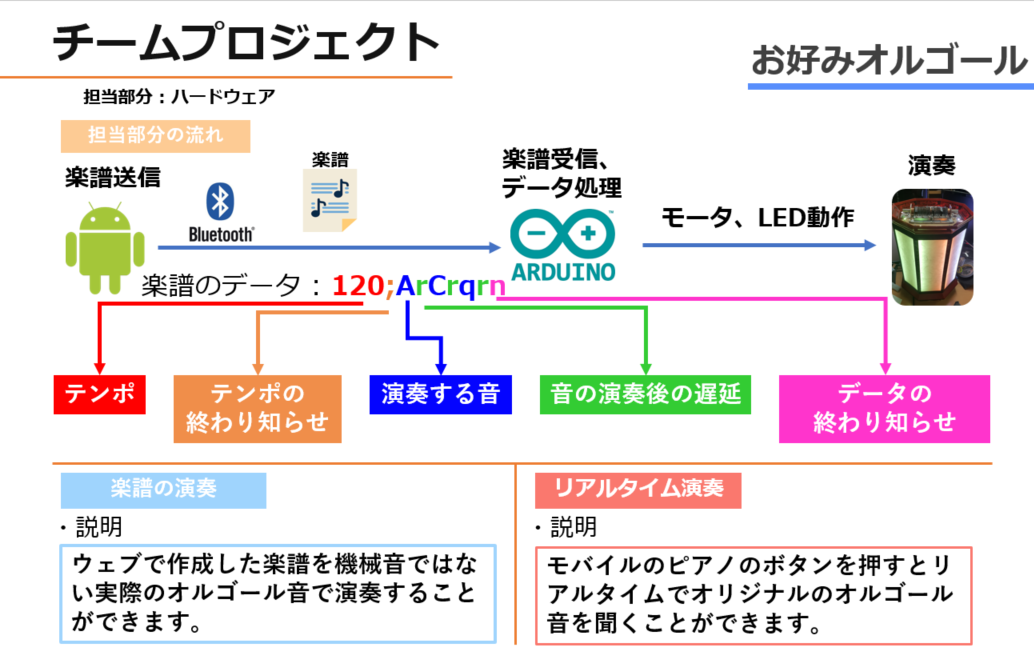 チームプロジェクト
お好みオルゴール
担当部分：ハードウェア
担当部分の流れ
楽譜送信
Bluetooth®
楽譜
楽譜受信、
データ処理
ARDUINO
モータ、LED動作
演奏
楽譜のデータ：120;ArCrqrn
テンポ
テンポの
終わり知らせ
演奏する音
音の演奏後の遅延
データの
終わり知らせ
楽譜の演奏
・説明
ウェブで作成した楽譜を機械音ではな
い実際のオルゴール音で演奏すること
ができます。
リアルタイム演奏
・説明
モバイルのピアノのボタンを押すとリ
アルタイムでオリジナルのオルゴール
音を聞くことができます。